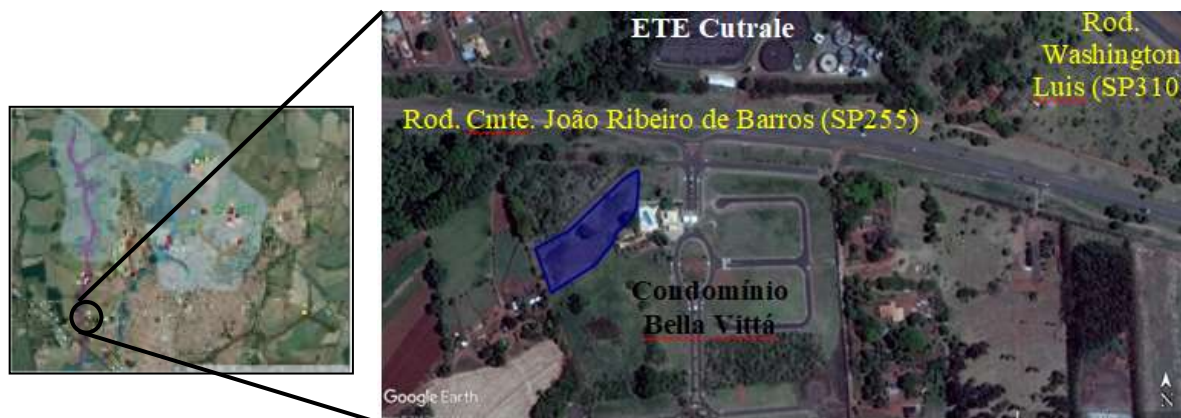 ETE Cutrale
Rod.
Washington
Luis (SP310
Rod. Cmte. João Ribeiro de Barros (SP255)
Condomínio
Bella Vittá
Google Earth
N